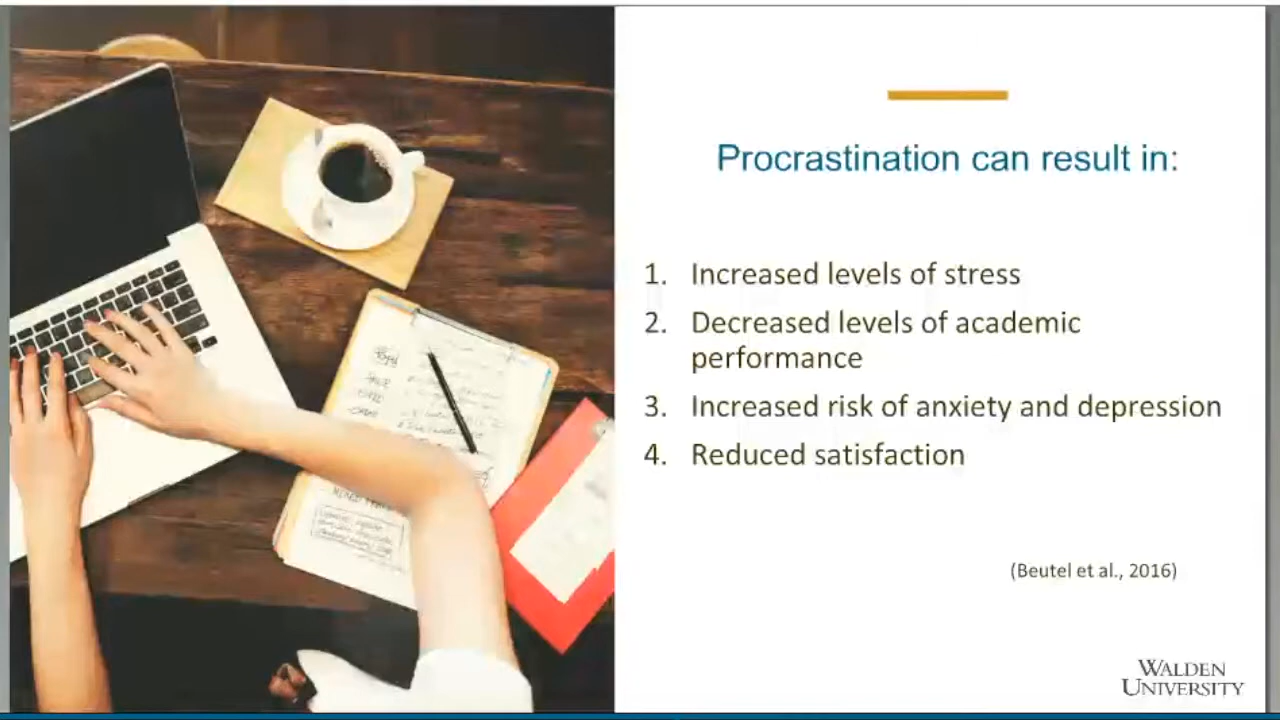 Procrastination can result in:
1. Increased levels of stress
2. Decreased levels of academic
performance
3. Increased risk of anxiety and depression
4. Reduced satisfaction
(Beutel et al., 2016)
WALDEN
UNIVERSITY